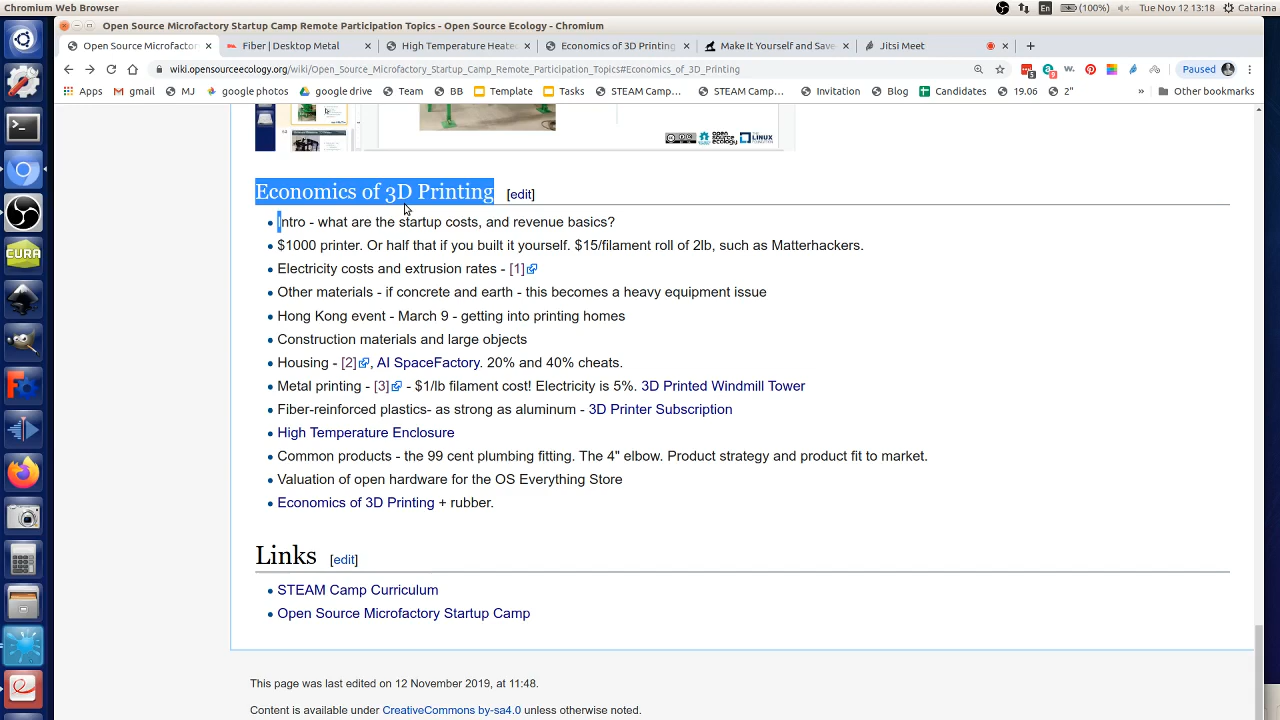 Chromium Web Browser
En
(100%)
Tue Nov 12 13:18
Catarina
Open Source Microfactory Startup Camp Remote Participation Topics - Open Source Ecology - Chromium
Open Source Microfactor
Fiber | Desktop Metal
High Temperature Heate
Economics of 3D Printing
Make It Yourself and Save
Jitsi Meet
wiki.opensourceecology.org/wiki/Open_Source_Microfactory_Startup_Camp_Remote_Participation_Topics#Economics_of_3D_Printing
Paused
Apps
gmail
MJ
google photos
google drive
Team
BB
Template
Tasks
STEAM Camp...
STEAM Camp...
Invitation
Blog
Candidates
19.06
2"
»
Other bookmarks
open source ecology
LINUX
Economics of 3D Printing [edit]
Intro - what are the startup costs, and revenue basics?
$1000 printer. Or half that if you built it yourself. $15/filament roll of 2lb, such as Matterhackers.
Electricity costs and extrusion rates - [1]
Other materials - if concrete and earth - this becomes a heavy equipment issue
Hong Kong event - March 9 - getting into printing homes
Construction materials and large objects
Housing - [2], AI SpaceFactory. 20% and 40% cheats.
Metal printing - [3] - $1/lb filament cost! Electricity is 5%. 3D Printed Windmill Tower
Fiber-reinforced plastics- as strong as aluminum - 3D Printer Subscription
High Temperature Enclosure
Common products - the 99 cent plumbing fitting. The 4" elbow. Product strategy and product fit to market.
Valuation of open hardware for the OS Everything Store
Economics of 3D Printing + rubber.
Links [edit]
STEAM Camp Curriculum
Open Source Microfactory Startup Camp
This page was last edited on 12 November 2019, at 11:48.
Content is available under CreativeCommons by-sa4.0 unless otherwise noted.
CURA